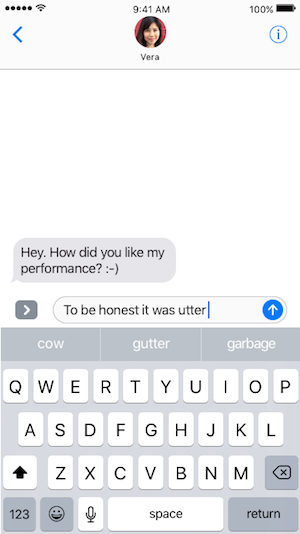 9:41 AM
100%
Vera
Hey. How did you like my
performance? :-)
To be honest it was utter
cow gutter garbage
Q W E R T Y U I O P
A S D F G H J K L
Z X C V B N M
123 space return